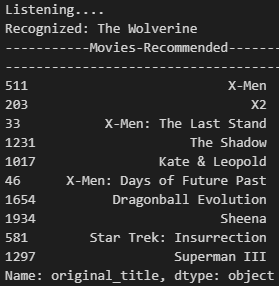 Listening....
Recognized: The Wolverine
-----------Movies-Recommended-------
------------------------------------
511 X-Men
203 X2
33 X-Men: The Last Stand
1231 The Shadow
1017 Kate & Leopold
46 X-Men: Days of Future Past
1654 Dragonball Evolution
1934 Sheena
581 Star Trek: Insurrection
1297 Superman III
Name: original_title, dtype: object